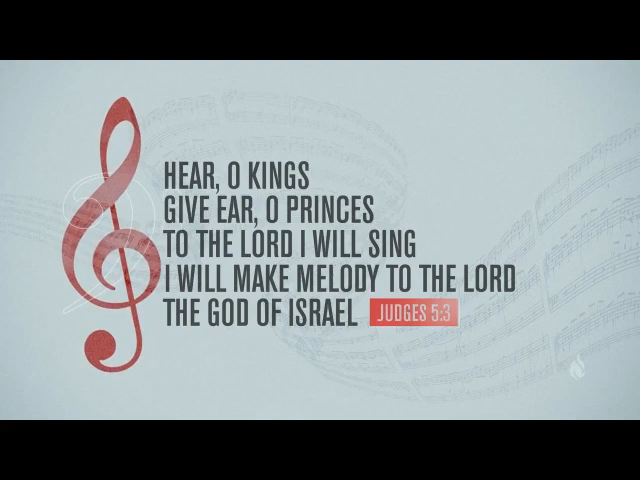 HEAR, O KINGS
GIVE EAR, O PRINCES
TO THE LORD I WILL SING
I WILL MAKE MELODY TO THE LORD
THE GOD OF ISRAEL JUDGES 5:3